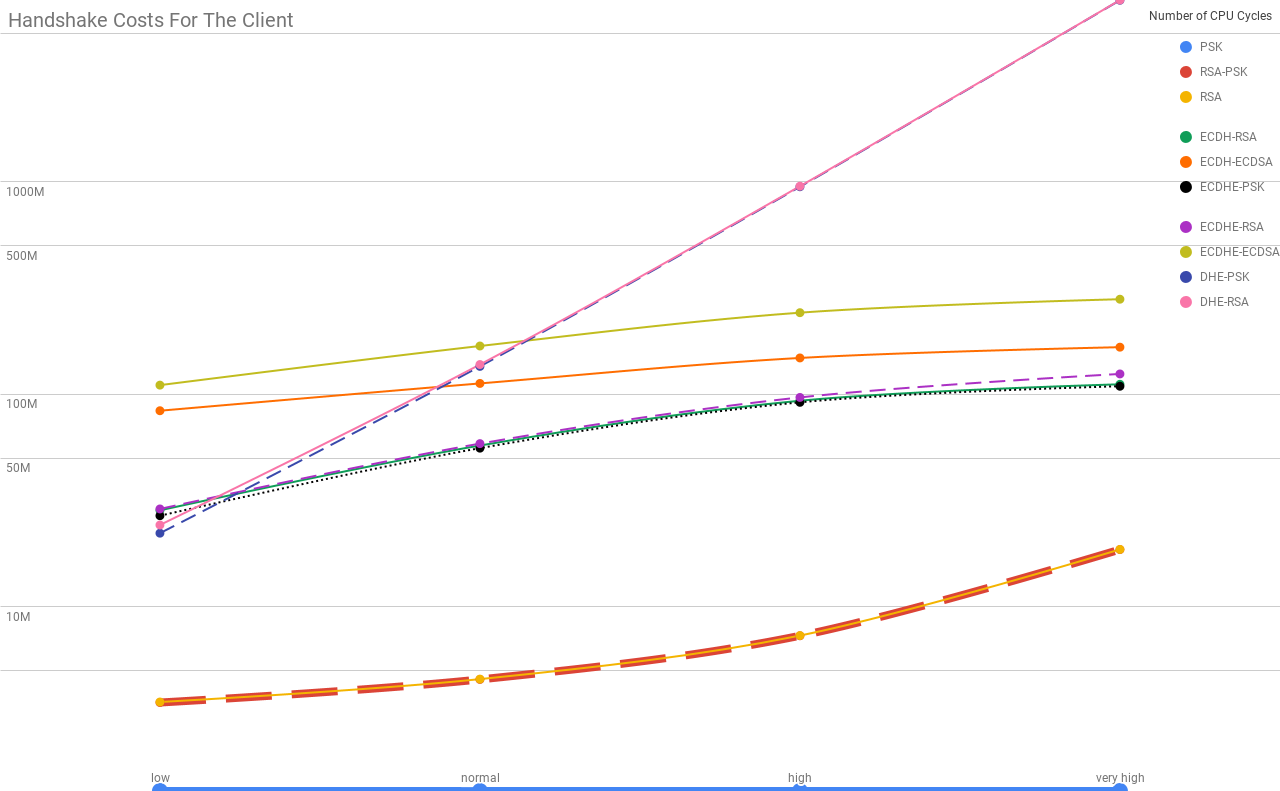 Handshake Costs For The Client
Number of CPU Cycles
PSK
RSA-PSK
RSA
ECDH-RSA
ECDH-ECDSA
ECDHE-PSK
ECDHE-RSA
ECDHE-ECDSA
DHE-PSK
DHE-RSA
1000M
500M
100M
50M
10M
low normal high very high